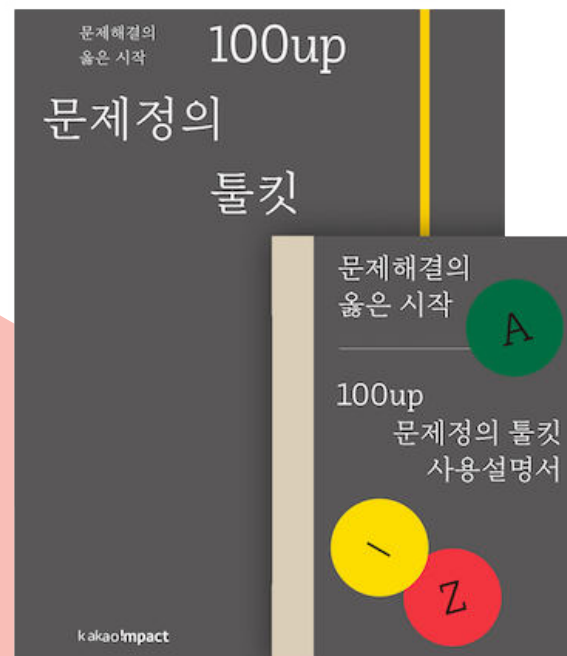 문제해결의
옳은 시작
100up
문제정의
툴킷
kakao!mpact
문제해결의
옳은 시작
A
100up
문제정의 툴킷
사용설명서
/
Z